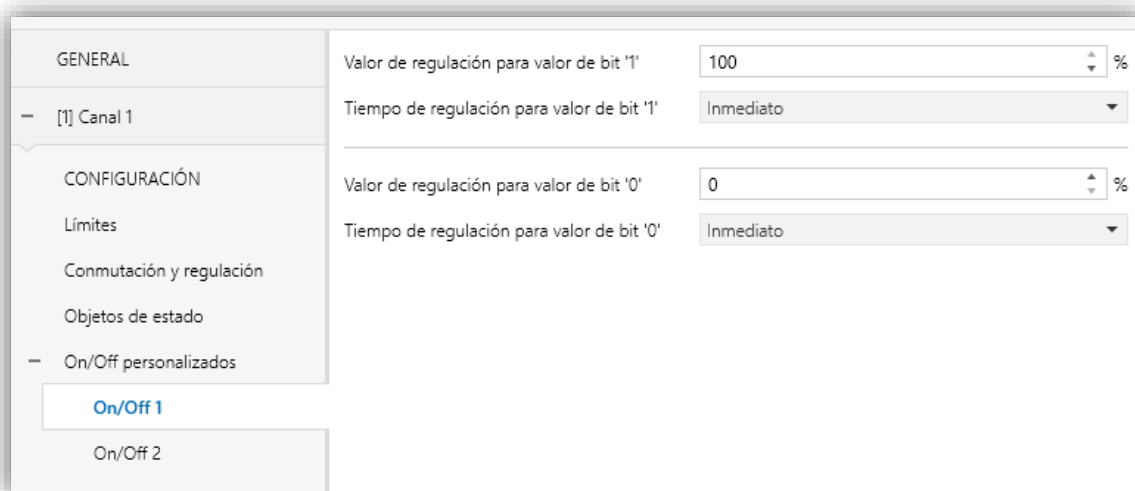 GENERAL
[1] Canal 1
CONFIGURACIÓN
Límites
Conmutación y regulación
Objetos de estado
On/Off personalizados
On/Off 1
On/Off 2
Valor de regulación para valor de bit '1' 100 %
Tiempo de regulación para valor de bit '1' Inmediato
Valor de regulación para valor de bit '0' 0 %
Tiempo de regulación para valor de bit '0' Inmediato